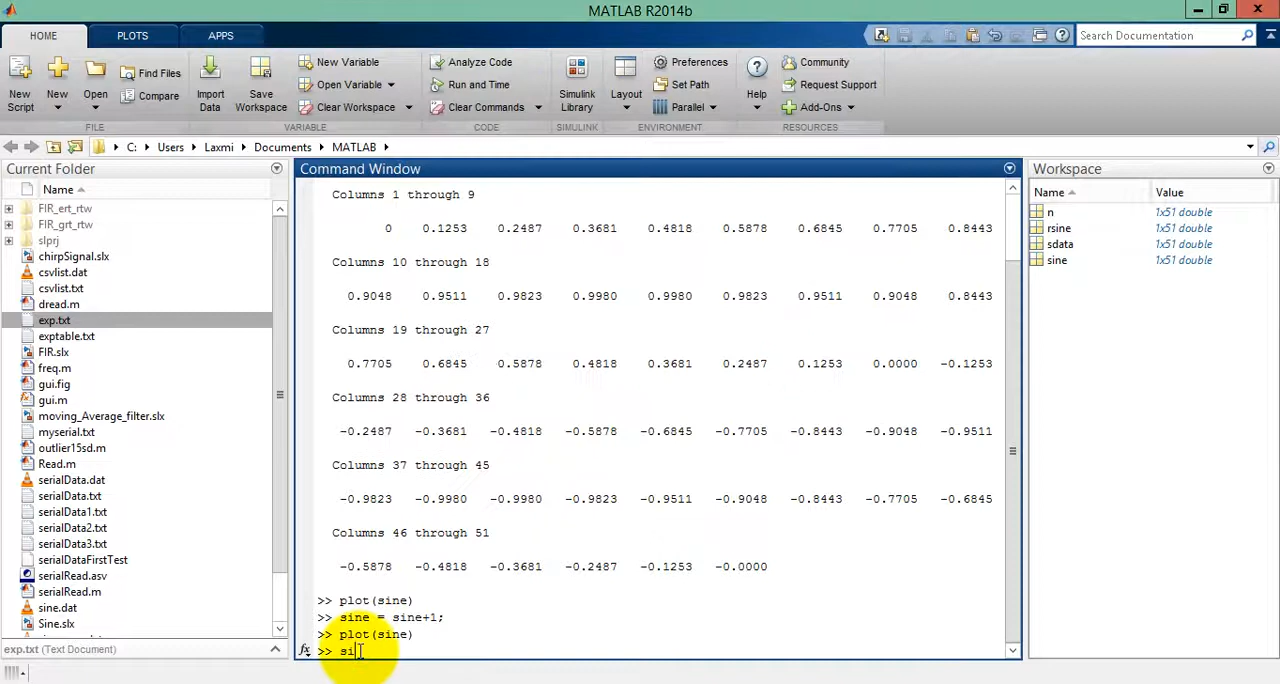 MATLAB R2014b
HOME PLOTS APPS
Search Documentation
New Script
New
Open
Find Files
Compare
Import Data
Save Workspace
New Variable
Open Variable
Clear Workspace
Analyze Code
Run and Time
Clear Commands
Simulink Library
Layout
Preferences
Set Path
Parallel
Help
Community
Request Support
Add-Ons
FILE VARIABLE CODE SIMULINK ENVIRONMENT RESOURCES
C: Users Laxmi Documents MATLAB
Current Folder
Name
FIR_ert_rtw
FIR_grt_rtw
slprj
chirpSignal.slx
csvlist.dat
csvlist.txt
dread.m
exp.txt
exptable.txt
FIR.slx
freq.m
gui.fig
gui.m
moving_Average_filter.slx
myserial.txt
outlier15sd.m
Read.m
serialData.dat
serialData.txt
serialData1.txt
serialData2.txt
serialData3.txt
serialDataFirstTest
serialRead.asv
serialRead.m
sine.dat
Sine.slx
exp.txt (Text Document)
Command Window
Columns 1 through 9
0 0.1253 0.2487 0.3681 0.4818 0.5878 0.6845 0.7705 0.8443
Columns 10 through 18
0.9048 0.9511 0.9823 0.9980 0.9980 0.9823 0.9511 0.9048 0.8443
Columns 19 through 27
0.7705 0.6845 0.5878 0.4818 0.3681 0.2487 0.1253 0.0000 -0.1253
Columns 28 through 36
-0.2487 -0.3681 -0.4818 -0.5878 -0.6845 -0.7705 -0.8443 -0.9048 -0.9511
Columns 37 through 45
-0.9823 -0.9980 -0.9980 -0.9823 -0.9511 -0.9048 -0.8443 -0.7705 -0.6845
Columns 46 through 51
-0.5878 -0.4818 -0.3681 -0.2487 -0.1253 -0.0000
>> plot(sine)
>> sine = sine+1;
>> plot(sine)
fx >> si
Workspace
Name Value
n 1x51 double
rsine 1x51 double
sdata 1x51 double
sine 1x51 double